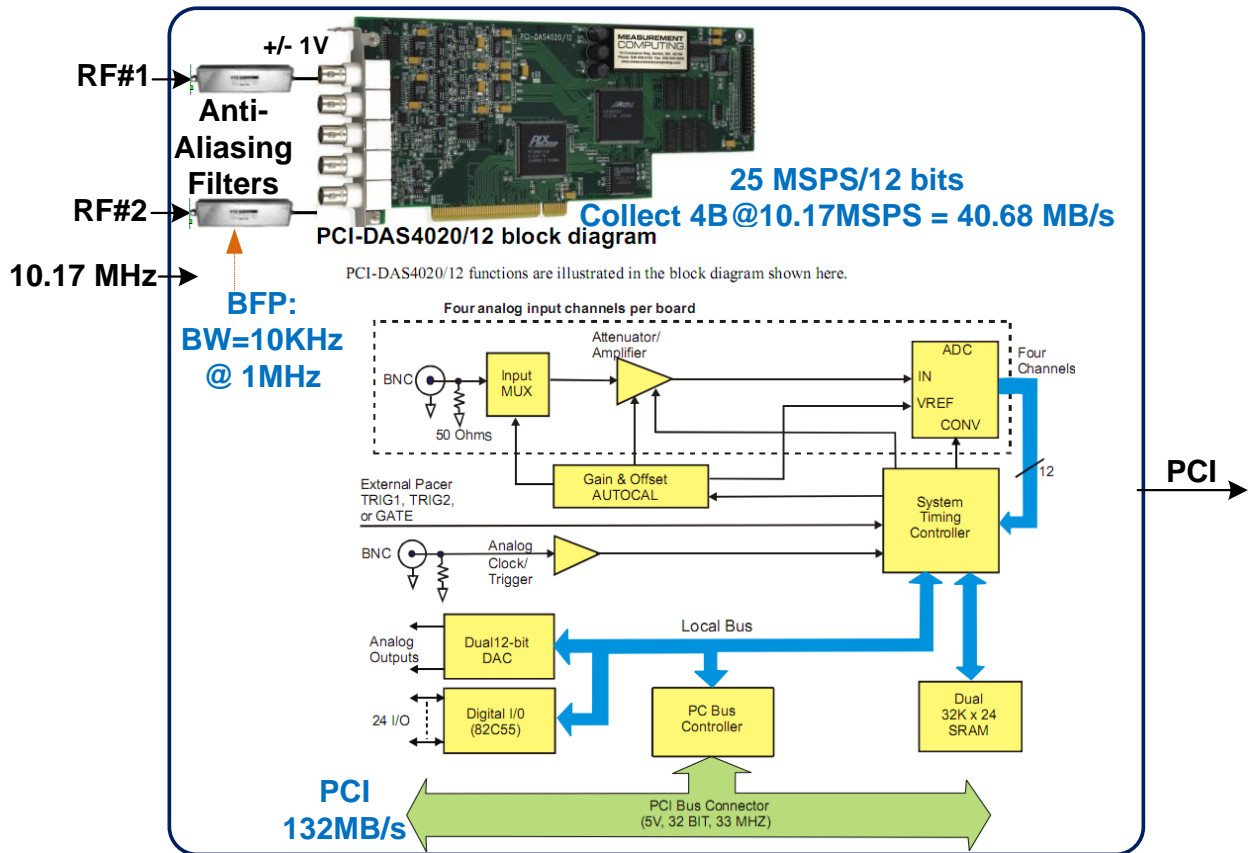 +/- 1V
PCI-DAS4020/12
MEASUREMENT
COMPUTING
RF#1
Anti-
Aliasing
Filters
RF#2
10.17 MHz
BFP:
BW=10KHz
@ 1MHz
25 MSPS/12 bits
Collect 4B@10.17MSPS = 40.68 MB/s
PCI-DAS4020/12 block diagram
PCI-DAS4020/12 functions are illustrated in the block diagram shown here.
Four analog input channels per board
BNC
50 Ohms
Input
MUX
Attenuator/
Amplifier
ADC
IN
VREF
CONV
Four
Channels
12
Gain & Offset
AUTOCAL
External Pacer
TRIG1, TRIG2,
or GATE
System
Timing
Controller
BNC
Analog
Clock/
Trigger
PCI
Local Bus
Analog
Outputs
Dual12-bit
DAC
24 I/O
Digital I/0
(82C55)
PC Bus
Controller
Dual
32K x 24
SRAM
PCI
132MB/s
PCI Bus Connector
(5V, 32 BIT, 33 MHZ)